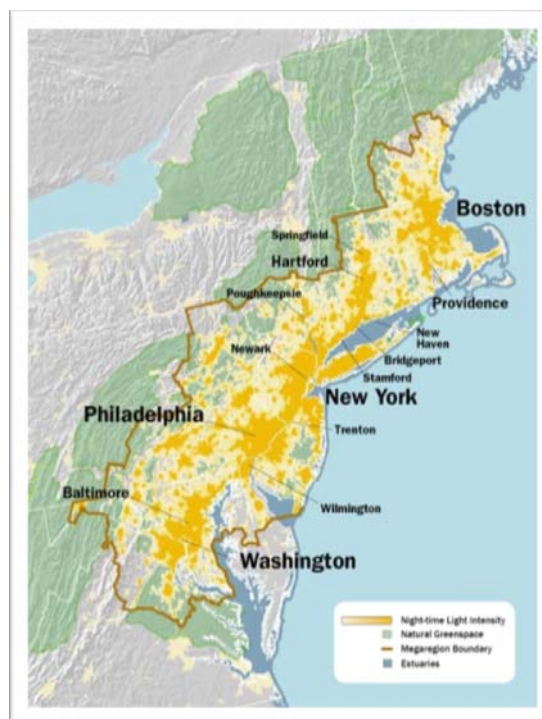 Boston
Springfield
Hartford
Poughkeepsie
Providence
New
Haven
Newark
Bridgeport
Stamford
New York
Philadelphia
Trenton
Baltimore
Wilmington
Washington
Night-time Light Intensity
Natural Greenspace
Megaregion Boundary
Estuaries